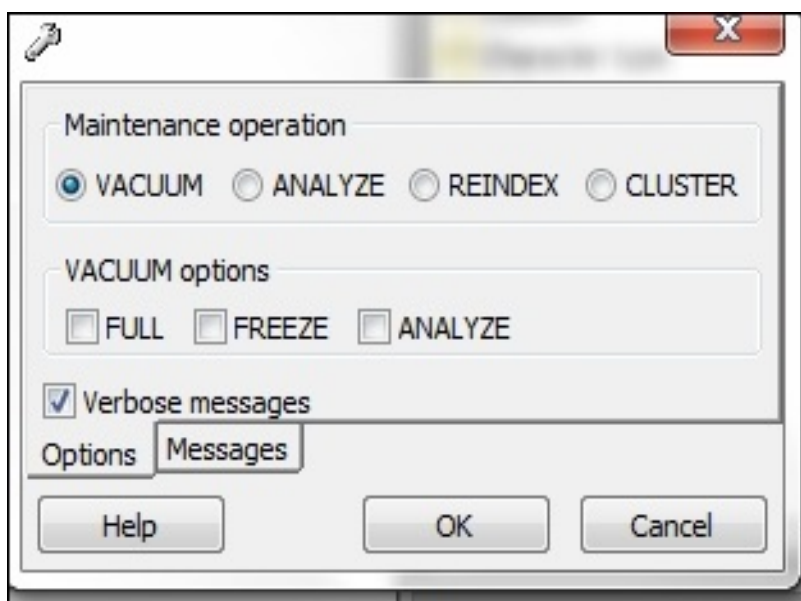 X
Maintenance operation
VACUUM ANALYZE REINDEX CLUSTER
VACUUM options
FULL FREEZE ANALYZE
Verbose messages
Options Messages
Help OK Cancel